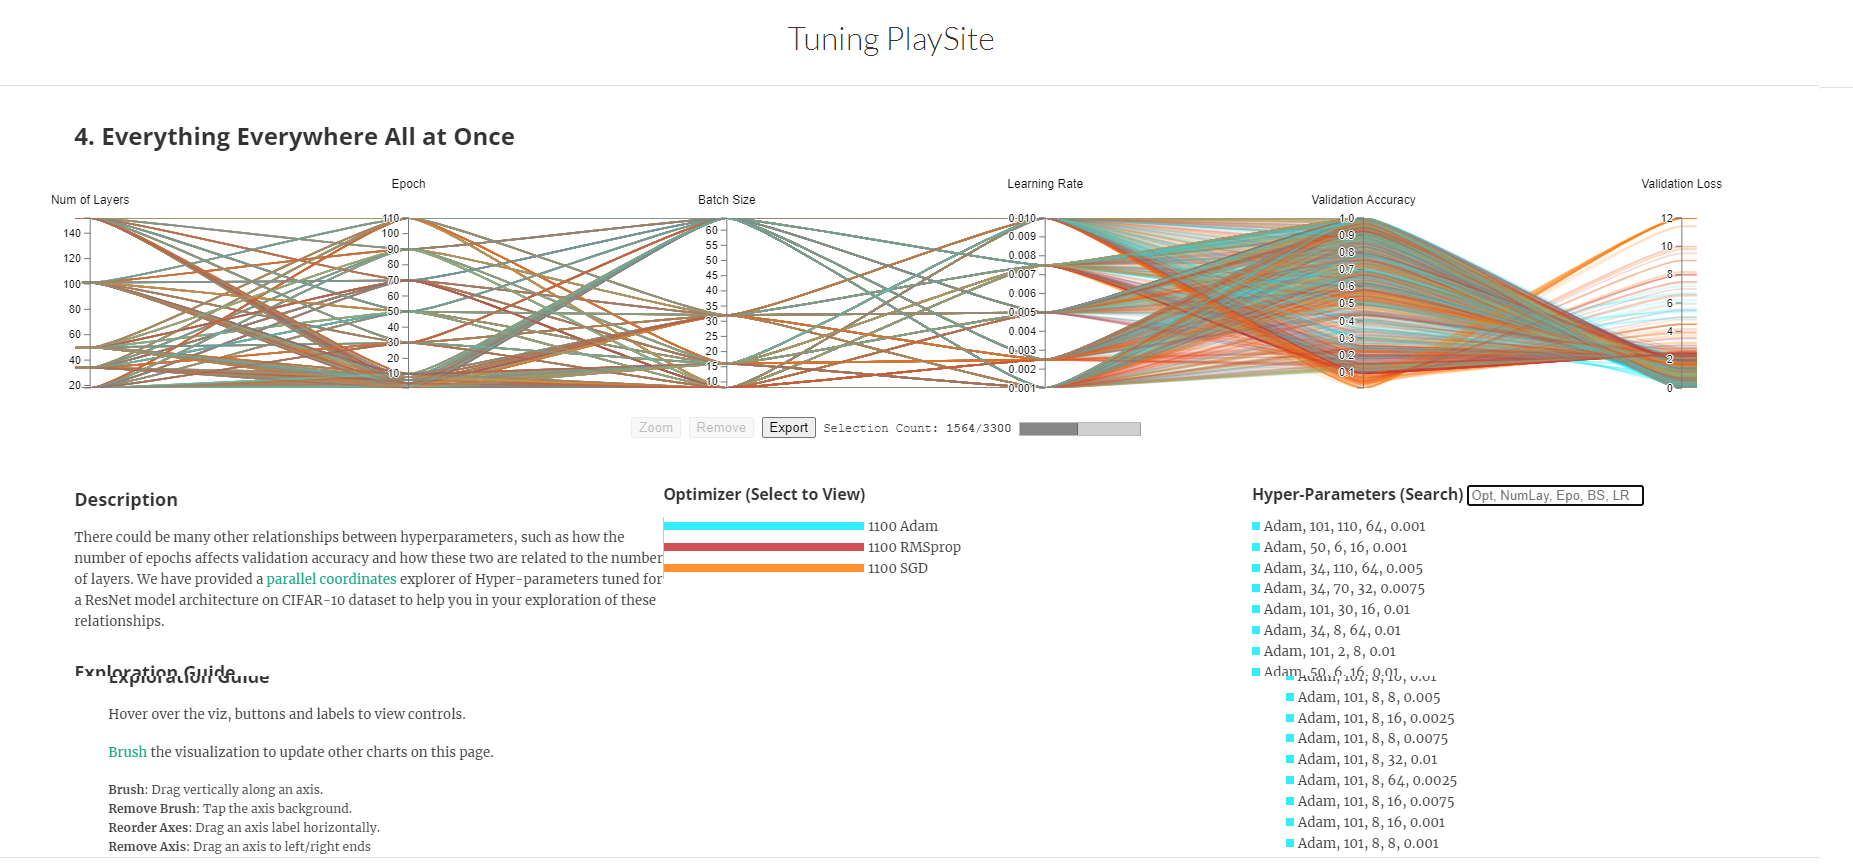 Tuning PlaySite
4. Everything Everywhere All at Once
Num of Layers
Epoch
Batch Size
Learning Rate
Validation Accuracy
Validation Loss
140
120
100
80
60
40
20
110
100
90
80
70
60
50
40
30
20
10
60
55
50
45
40
35
30
25
20
15
10
0.010
0.009
0.008
0.007
0.006
0.005
0.004
0.003
0.002
0.001
1.0
0.9
0.8
0.7
0.6
0.5
0.4
0.3
0.2
0.1
12
10
8
6
4
2
0
Zoom Remove Export Selection Count: 1564/3300
Description
There could be many other relationships between hyperparameters, such as how the
number of epochs affects validation accuracy and how these two are related to the number
of layers. We have provided a parallel coordinates explorer of Hyper-parameters tuned for
a ResNet model architecture on CIFAR-10 dataset to help you in your exploration of these
relationships.
Exploration Guide
Exploration Guide
Hover over the viz, buttons and labels to view controls.
Brush the visualization to update other charts on this page.
Brush: Drag vertically along an axis.
Remove Brush: Tap the axis background.
Reorder Axes: Drag an axis label horizontally.
Remove Axis: Drag an axis to left/right ends
Optimizer (Select to View)
1100 Adam
1100 RMSprop
1100 SGD
Hyper-Parameters (Search) Opt, NumLay, Epo, BS, LR
Adam, 101, 110, 64, 0.001
Adam, 50, 6, 16, 0.001
Adam, 34, 110, 64, 0.005
Adam, 34, 70, 32, 0.0075
Adam, 101, 30, 16, 0.01
Adam, 34, 8, 64, 0.01
Adam, 101, 2, 8, 0.01
Adam, 50, 6, 16, 0.01
Adam, 101, 8, 16, 0.01
Adam, 101, 8, 8, 0.005
Adam, 101, 8, 16, 0.0025
Adam, 101, 8, 8, 0.0075
Adam, 101, 8, 32, 0.01
Adam, 101, 8, 64, 0.0025
Adam, 101, 8, 16, 0.0075
Adam, 101, 8, 16, 0.001
Adam, 101, 8, 8, 0.001